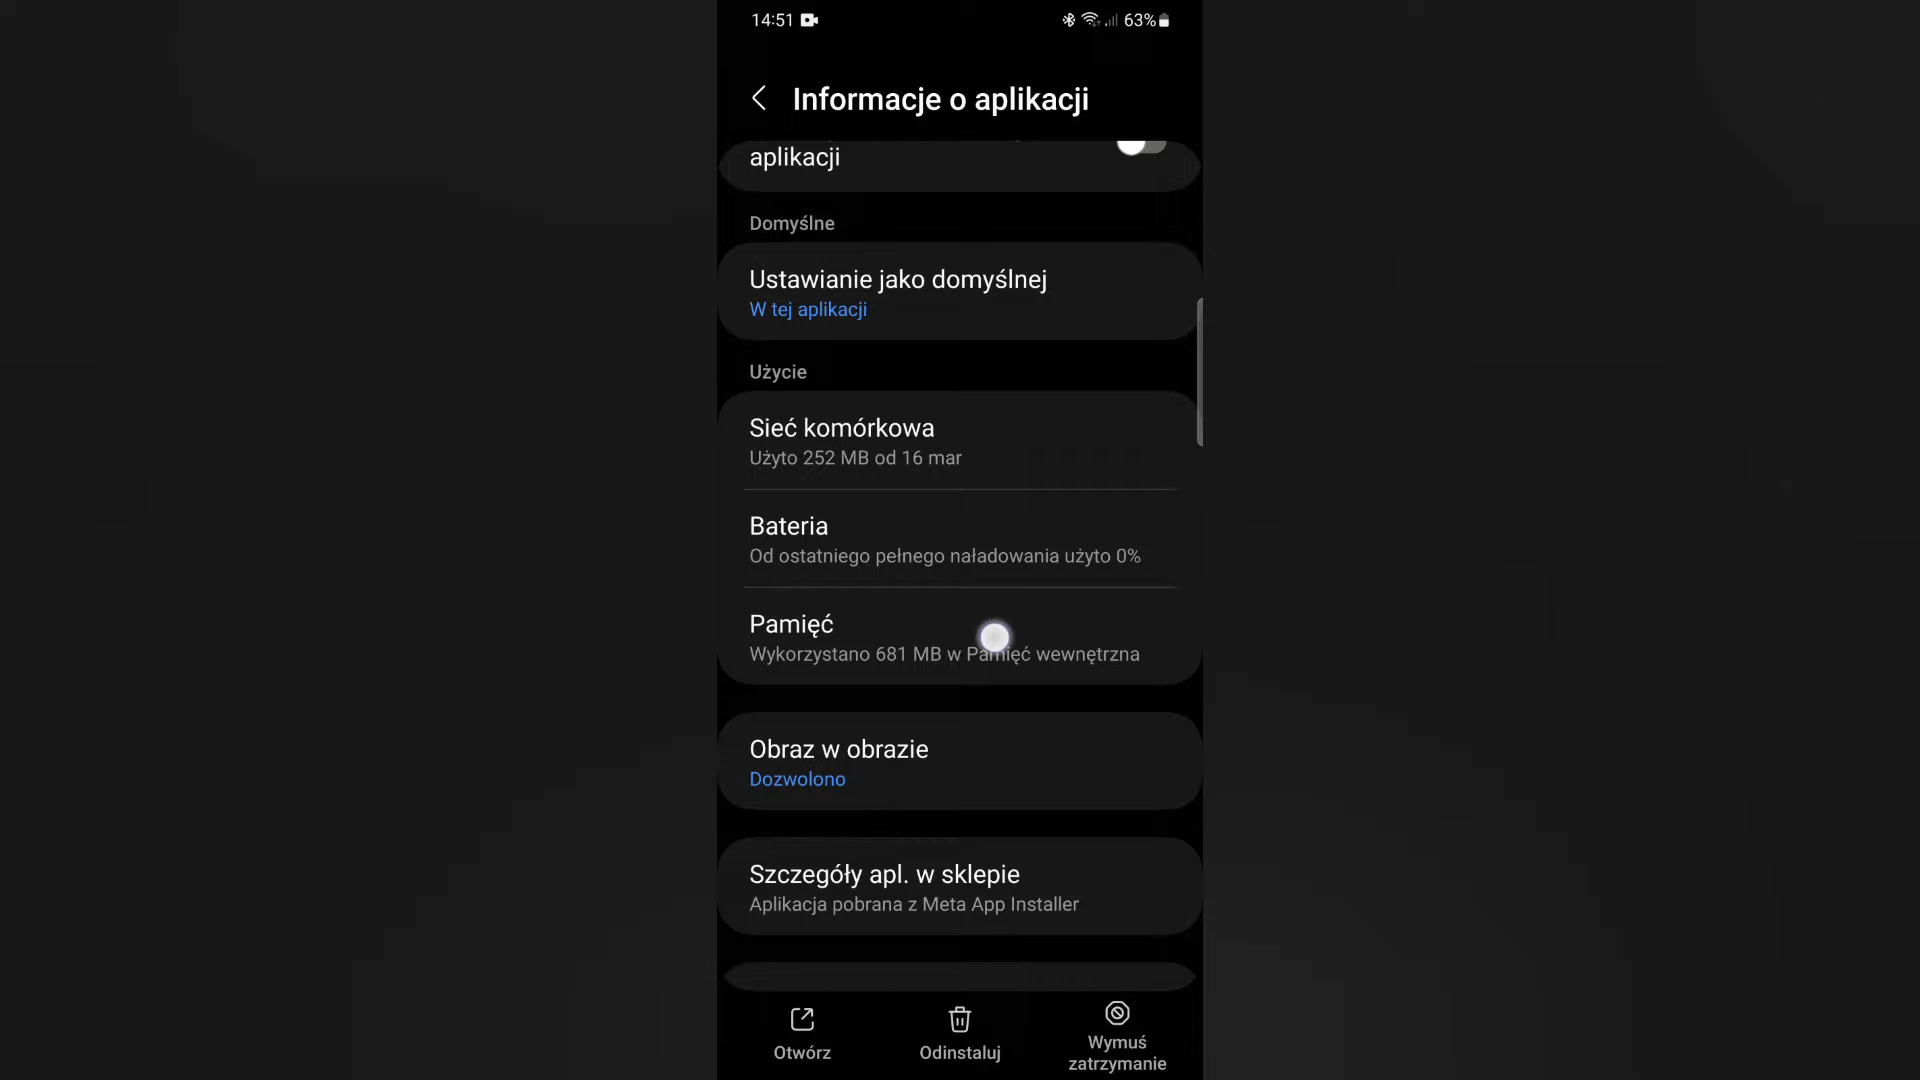 14:51
63%
Informacje o aplikacji
aplikacji
Domyślne
Ustawianie jako domyślnej
W tej aplikacji
Użycie
Sieć komórkowa
Użyto 252 MB od 16 mar
Bateria
Od ostatniego pełnego naładowania użyto 0%
Pamięć
Wykorzystano 681 MB w Pamięć wewnętrzna
Obraz w obrazie
Dozwolono
Szczegóły apl. w sklepie
Aplikacja pobrana z Meta App Installer
Otwórz
Odinstaluj
Wymuś
zatrzymanie